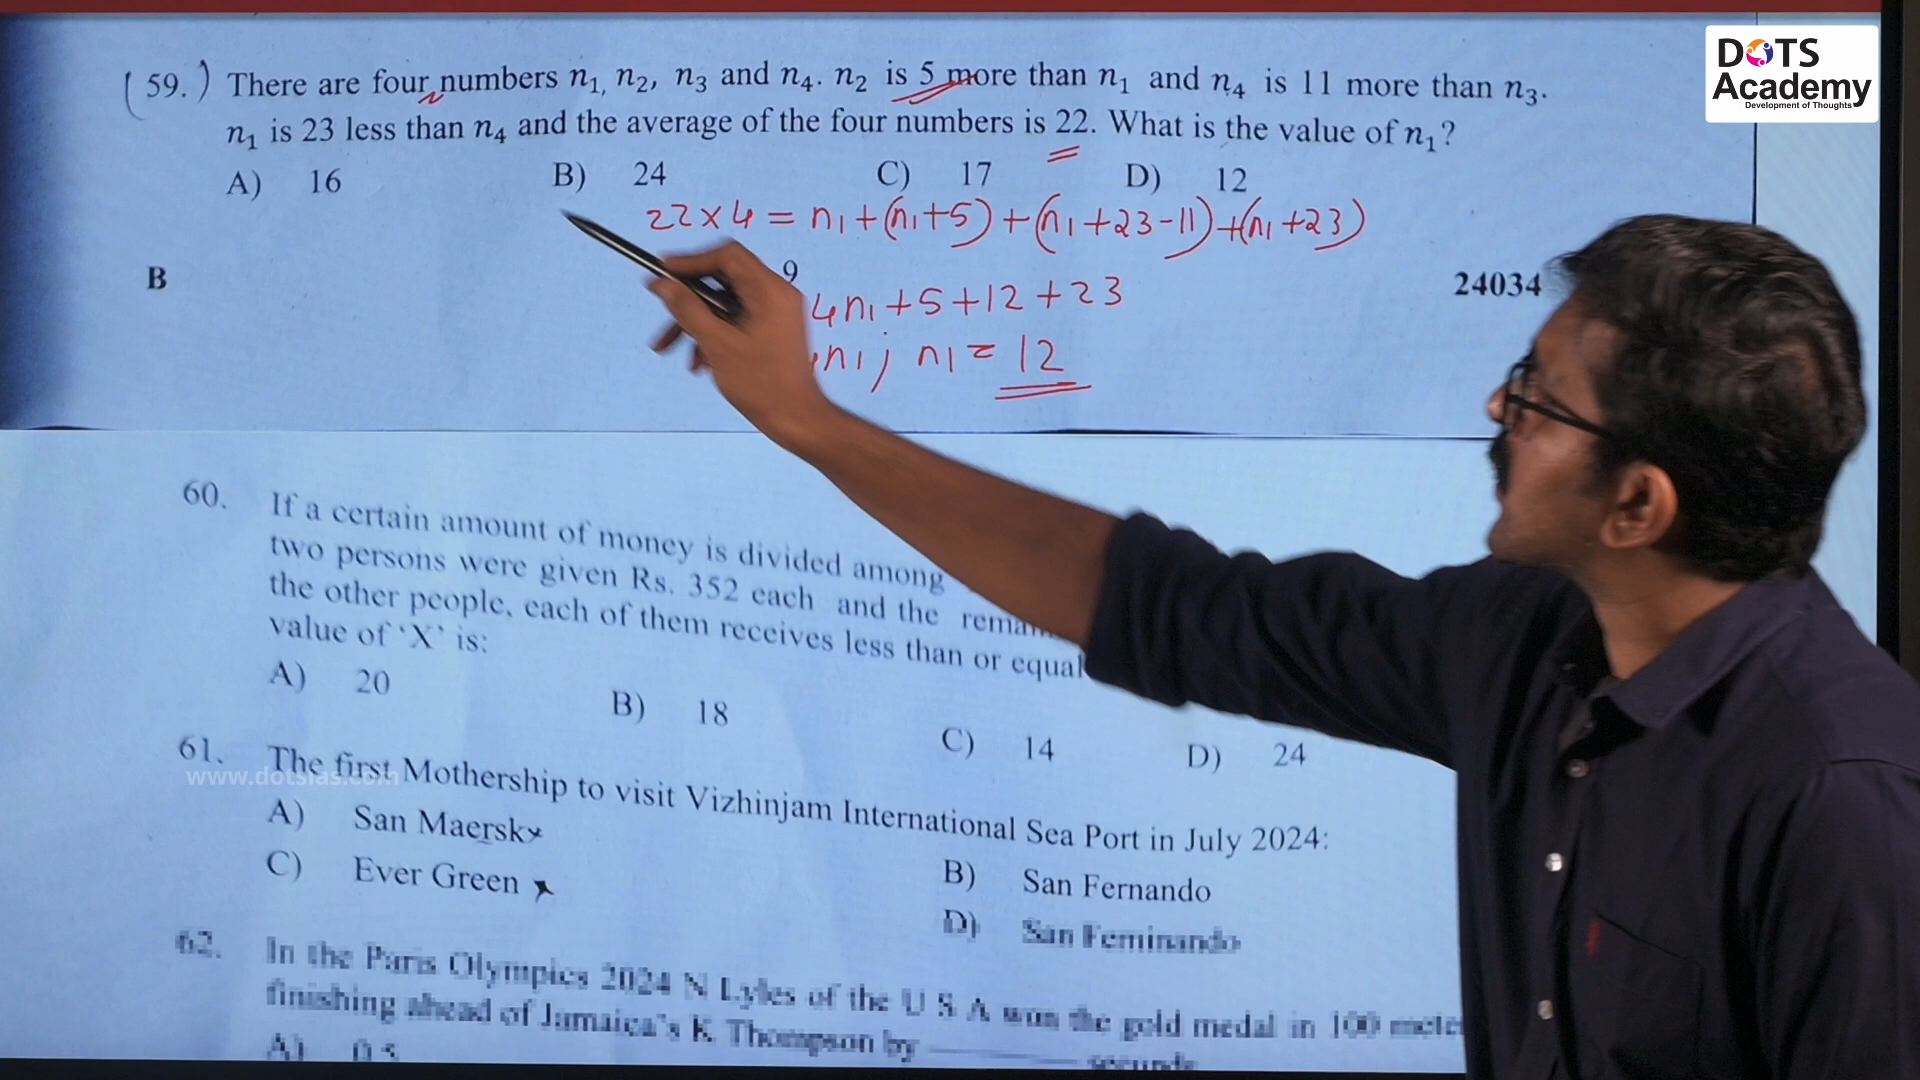 DOTS
Academy
Development of Thoughts
(59.) There are four numbers n₁, n₂, n₃ and n₄. n₂ is 5 more than n₁ and n₄ is 11 more than n₃.
n₁ is 23 less than n₄ and the average of the four numbers is 22. What is the value of n₁?
A) 16 B) 24 C) 17 D) 12
22 × 4 = n₁ + (n₁+5) + (n₁+23-11) + (n₁+23)
B 9 24034
4n₁ + 5 + 12 + 23
n₁ ; n₁ = 12
60. If a certain amount of money is divided among
two persons were given Rs. 352 each and the
the other people, each of them receives less than or equal
value of ‘X’ is:
A) 20 B) 18 C) 14 D) 24
61. The first Mothership to visit Vizhinjam International Sea Port in July 2024:
www.dotsias.com
A) San Maersk
B) San Fernando
C) Ever Green
D) San Feminando
62. In the Paris Olympics 2024 N Lyles of the U S A won the gold medal in 100
finishing ahead of Jamaica's K Thompson by seconds
A) 0.5